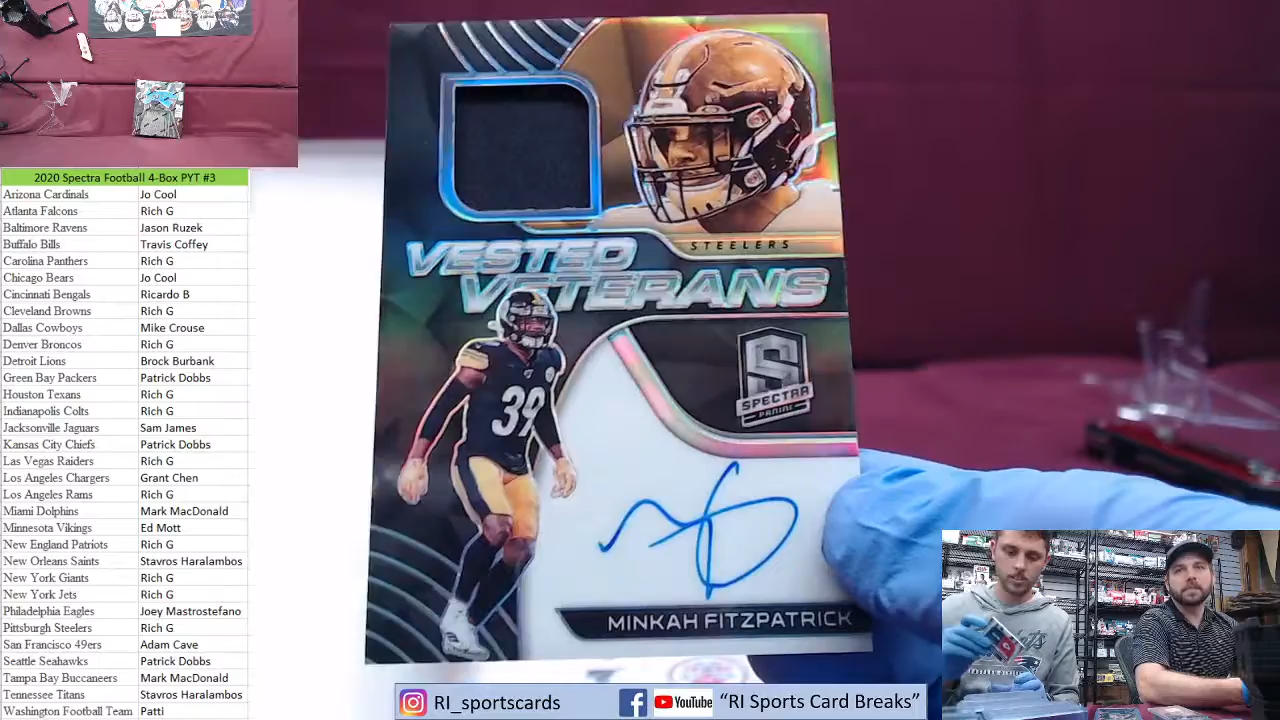 2020 Spectra Football 4-Box PYT #3
Arizona Cardinals Jo Cool
Atlanta Falcons Rich G
Baltimore Ravens Jason Ruzek
Buffalo Bills Travis Coffey
Carolina Panthers Rich G
Chicago Bears Jo Cool
Cincinnati Bengals Ricardo B
Cleveland Browns Rich G
Dallas Cowboys Mike Crouse
Denver Broncos Rich G
Detroit Lions Brock Burbank
Green Bay Packers Patrick Dobbs
Houston Texans Rich G
Indianapolis Colts Rich G
Jacksonville Jaguars Sam James
Kansas City Chiefs Patrick Dobbs
Las Vegas Raiders Rich G
Los Angeles Chargers Grant Chen
Los Angeles Rams Rich G
Miami Dolphins Mark MacDonald
Minnesota Vikings Ed Mott
New England Patriots Rich G
New Orleans Saints Stavros Haralambos
New York Giants Rich G
New York Jets Rich G
Philadelphia Eagles Joey Mastrostefano
Pittsburgh Steelers Rich G
San Francisco 49ers Adam Cave
Seattle Seahawks Patrick Dobbs
Tampa Bay Buccaneers Mark MacDonald
Tennessee Titans Stavros Haralambos
Washington Football Team Patti
STEELERS
VESTED
VETERANS
39
S
SPECTRA
PANINI
MINKAH FITZPATRICK
RI_sportscards
YouTube "RI Sports Card Breaks"